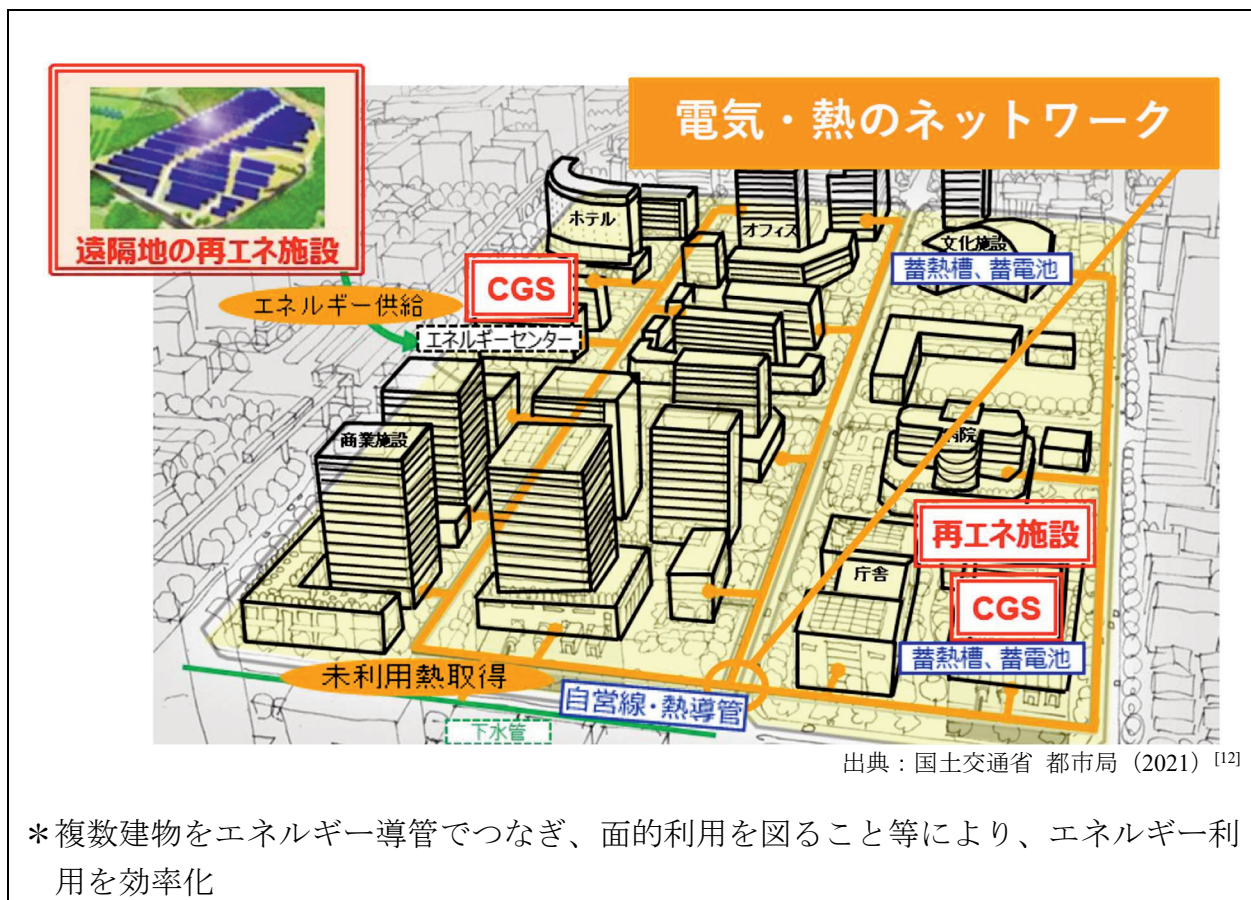 電気・熱のネットワーク
遠隔地の再エネ施設
ホテル
オフィス
文化施設
蓄熱槽、蓄電池
CGS
エネルギー供給
エネルギーセンター
商業施設
病院
再エネ施設
庁舎
CGS
蓄熱槽、蓄電池
未利用熱取得
自営線・熱導管
下水管
出典：国土交通省 都市局（2021）[12]
＊複数建物をエネルギー導管でつなぎ、面的利用を図ること等により、エネルギー利
用を効率化